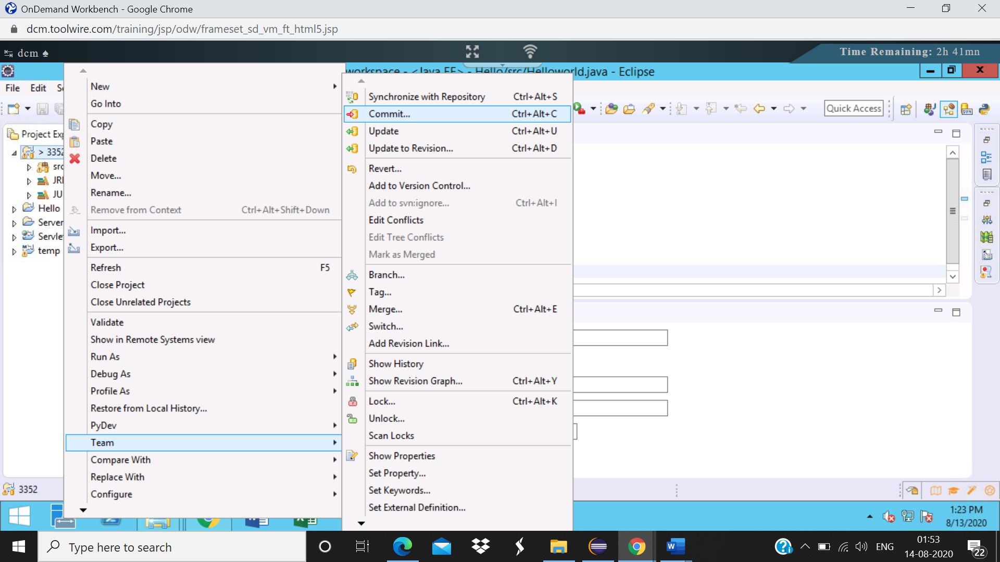 OnDemand Workbench - Google Chrome
dcm.toolwire.com/training/jsp/odw/frameset_sd_vm_ft_html5.jsp
dcm ♠
Time Remaining: 2h 41mn
workspace - <Java EE> - Hello/src/Helloworld.java - Eclipse
File Edit
Quick Access
Project Exp
> 3352
src
JRE
JU
Hello
Server
Servle
temp
3352
New
Go Into
Copy
Paste
Delete
Move...
Rename...
Remove from Context Ctrl+Alt+Shift+Down
Import...
Export...
Refresh F5
Close Project
Close Unrelated Projects
Validate
Show in Remote Systems view
Run As
Debug As
Profile As
Restore from Local History...
PyDev
Team
Compare With
Replace With
Configure
Synchronize with Repository Ctrl+Alt+S
Commit... Ctrl+Alt+C
Update Ctrl+Alt+U
Update to Revision... Ctrl+Alt+D
Revert...
Add to Version Control...
Add to svn:ignore... Ctrl+Alt+I
Edit Conflicts
Edit Tree Conflicts
Mark as Merged
Branch...
Tag...
Merge... Ctrl+Alt+E
Switch...
Add Revision Link...
Show History
Show Revision Graph... Ctrl+Alt+Y
Lock... Ctrl+Alt+K
Unlock...
Scan Locks
Show Properties
Set Property...
Set Keywords...
Set External Definition...
1:23 PM
8/13/2020
Type here to search
ENG
01:53
14-08-2020
22